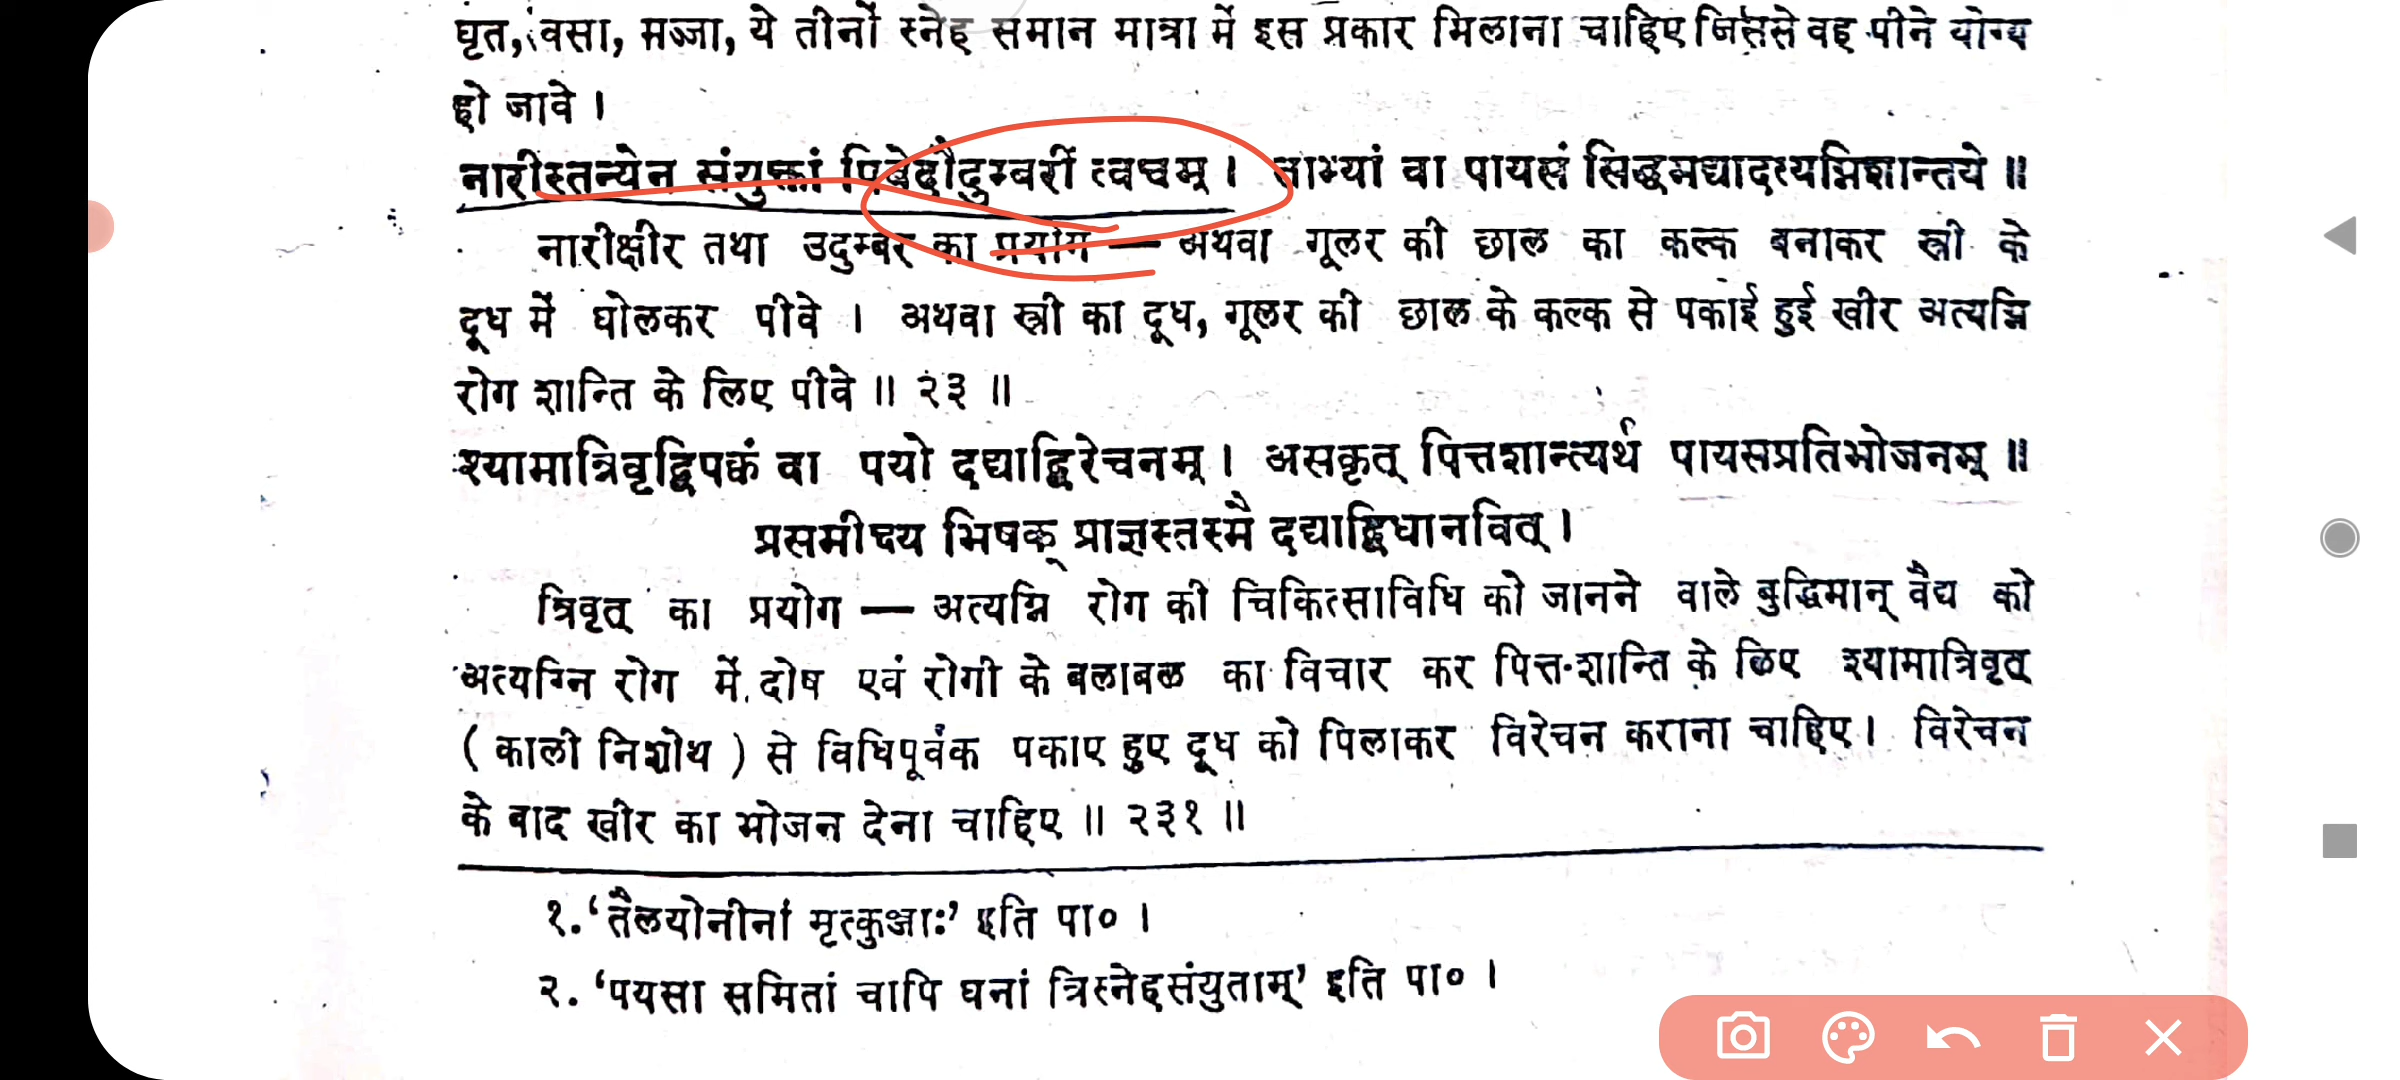 घृत, वसा, मज्जा, ये तीनों स्नेह समान मात्रा में इस प्रकार मिलाना चाहिए जिससे वह पीने योग्य
हो जावे ।
नारीस्तन्येन संयुक्तां पिबेदौदुम्बरीं त्वचम् । ताभ्यां वा पायसं सिद्धमद्यादत्यग्निशान्तये ॥
नारीक्षीर तथा उदुम्बर का प्रयोग — अथवा गूलर की छाल का कल्क बनाकर स्त्री के
दूध में घोलकर पीवे । अथवा स्त्री का दूध, गूलर की छाल के कल्क से पकाई हुई खीर अत्यग्नि
रोग शान्ति के लिए पीवे ॥ २३ ॥
श्यामात्रिवृद्विपक्वं वा पयो दद्याद्विरेचनम् । असकृत् पित्तशान्त्यर्थं पायसप्रतिभोजनम् ॥
प्रसमीक्ष्य भिषक् प्राज्ञस्तस्मै दद्याद्विधानवित् ।
त्रिवृत् का प्रयोग — अत्यग्नि रोग की चिकित्साविधि को जानने वाले बुद्धिमान् वैद्य को
अत्यग्नि रोग में दोष एवं रोगी के बलाबल का विचार कर पित्त-शान्ति के लिए श्यामात्रिवृत्
( काली निशोथ ) से विधिपूर्वक पकाए हुए दूध को पिलाकर विरेचन कराना चाहिए । विरेचन
के बाद खीर का भोजन देना चाहिए ॥ २३१ ॥
१. 'तैलयोनीनां मृत्कुञ्जाः' इति पा० ।
२. 'पयसा समितां चापि घनां त्रिस्नेहसंयुताम्' इति पा० ।